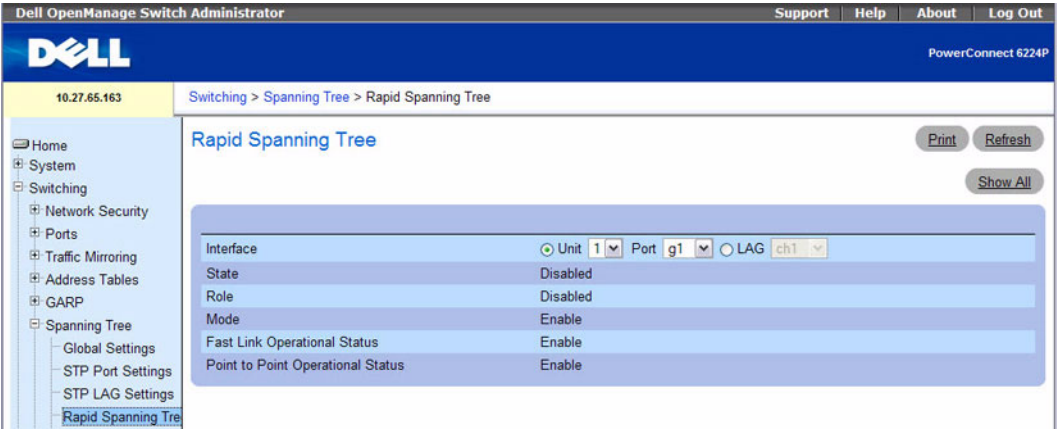 Dell OpenManage Switch Administrator Support Help About Log Out
DELL
PowerConnect 6224P
10.27.65.163
Switching > Spanning Tree > Rapid Spanning Tree
Home
System
Switching
Network Security
Ports
Traffic Mirroring
Address Tables
GARP
Spanning Tree
Global Settings
STP Port Settings
STP LAG Settings
Rapid Spanning Tre
Rapid Spanning Tree
Print Refresh
Show All
Interface Unit 1 Port g1 LAG ch1
State Disabled
Role Disabled
Mode Enable
Fast Link Operational Status Enable
Point to Point Operational Status Enable